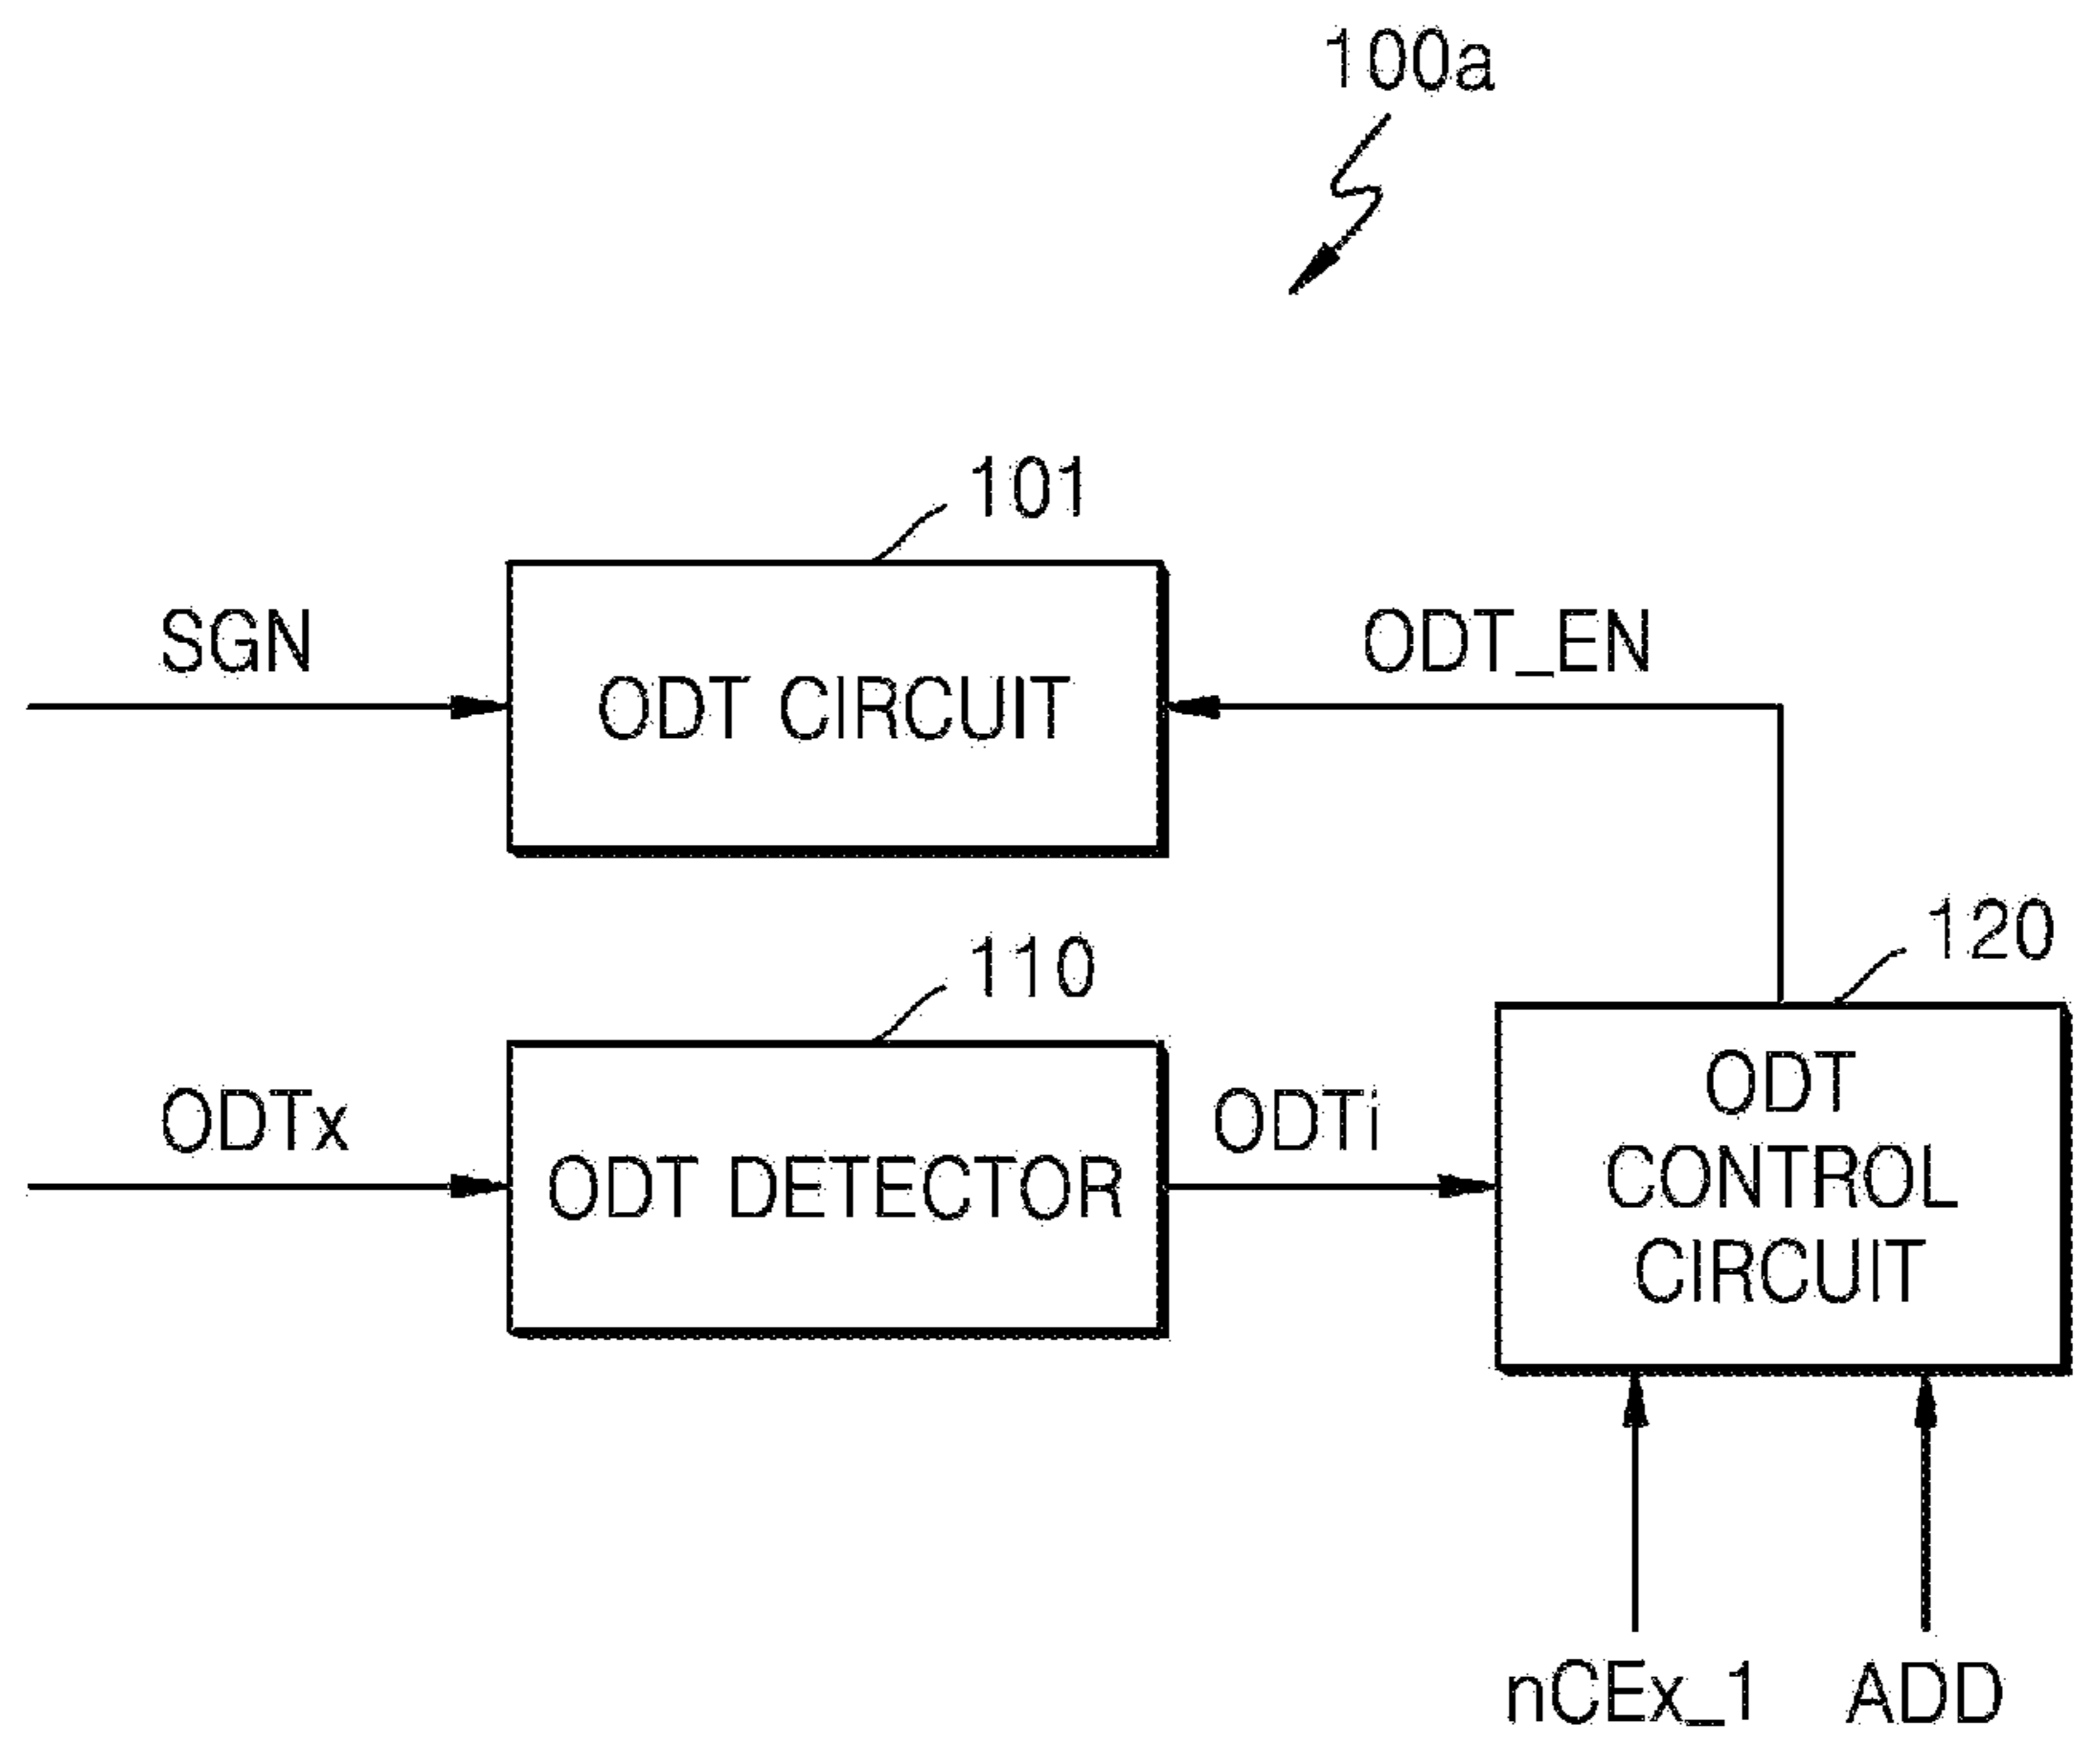 100a
101
SGN
ODT CIRCUIT
ODT_EN
110
120
ODTx
ODT DETECTOR
ODTi
ODT
CONTROL
CIRCUIT
nCEx_1
ADD